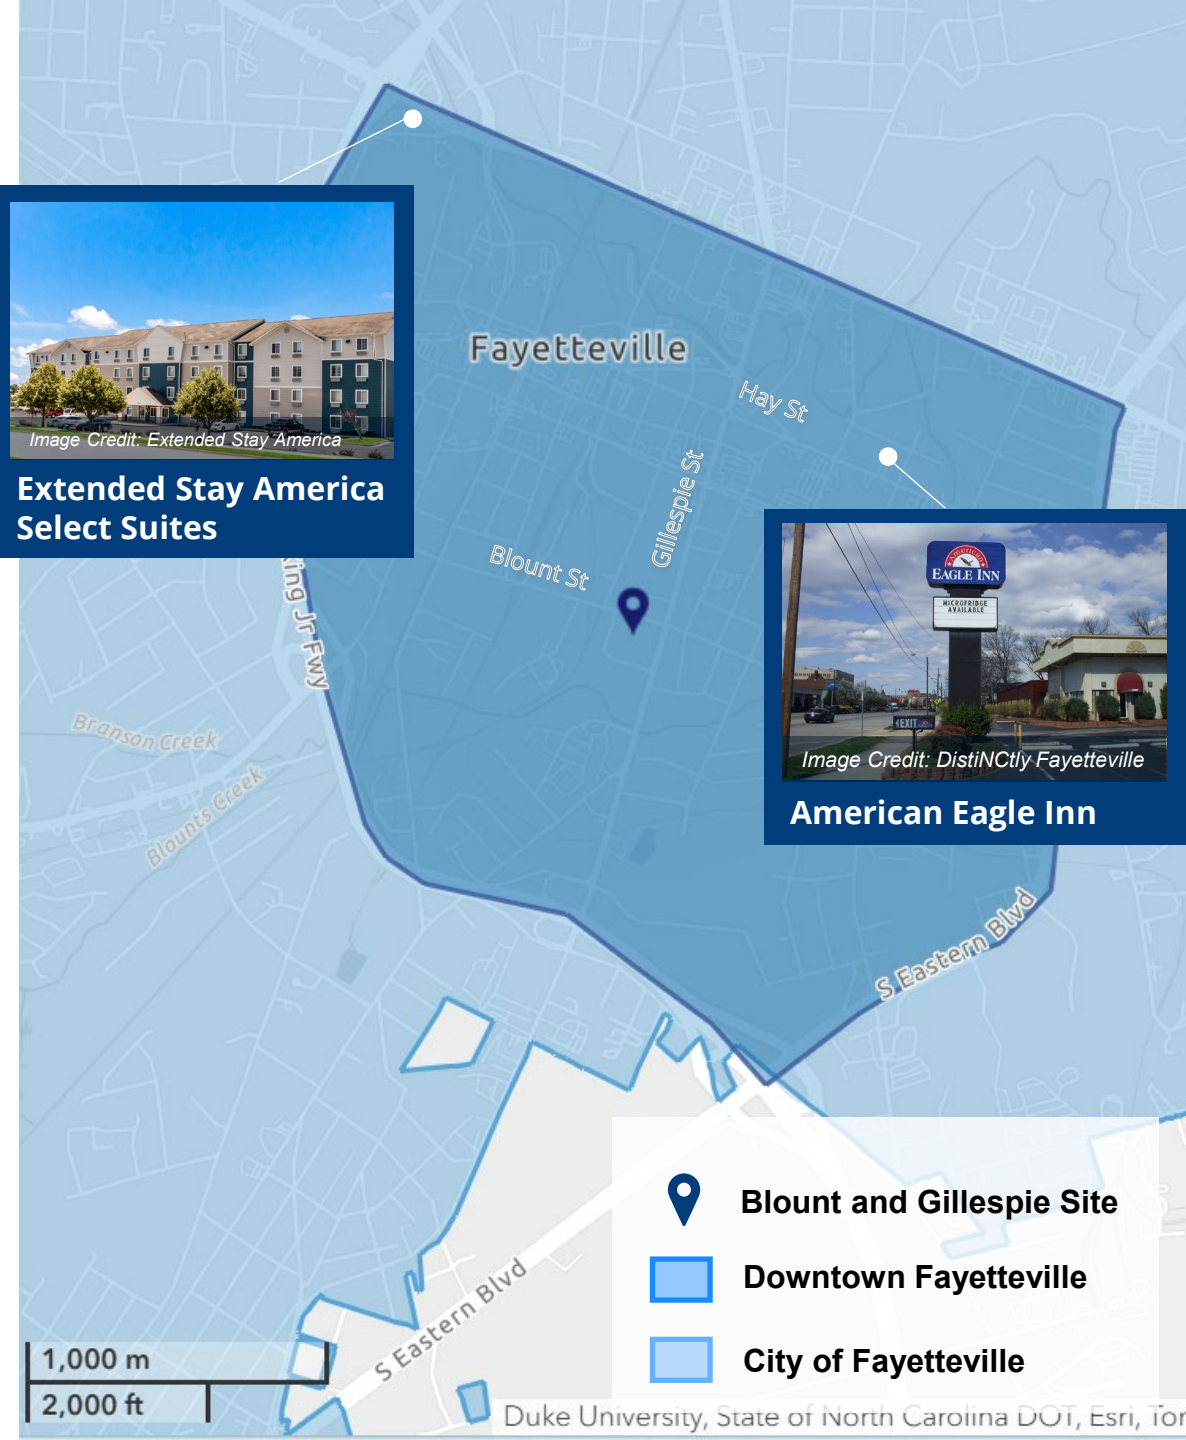 Image Credit: Extended Stay America
Extended Stay America
Select Suites
Fayetteville
Hay St
Gillespie St
Blount St
American
EAGLE INN
MICROFRIDGE
AVAILABLE
EXIT
Image Credit: DistiNCtly Fayetteville
American Eagle Inn
Jr Fwy
Branson Creek
Blounts Creek
S Eastern Blvd
Blount and Gillespie Site
Downtown Fayetteville
City of Fayetteville
S Eastern Blvd
1,000 m
2,000 ft
Duke University, State of North Carolina DOT, Esri,